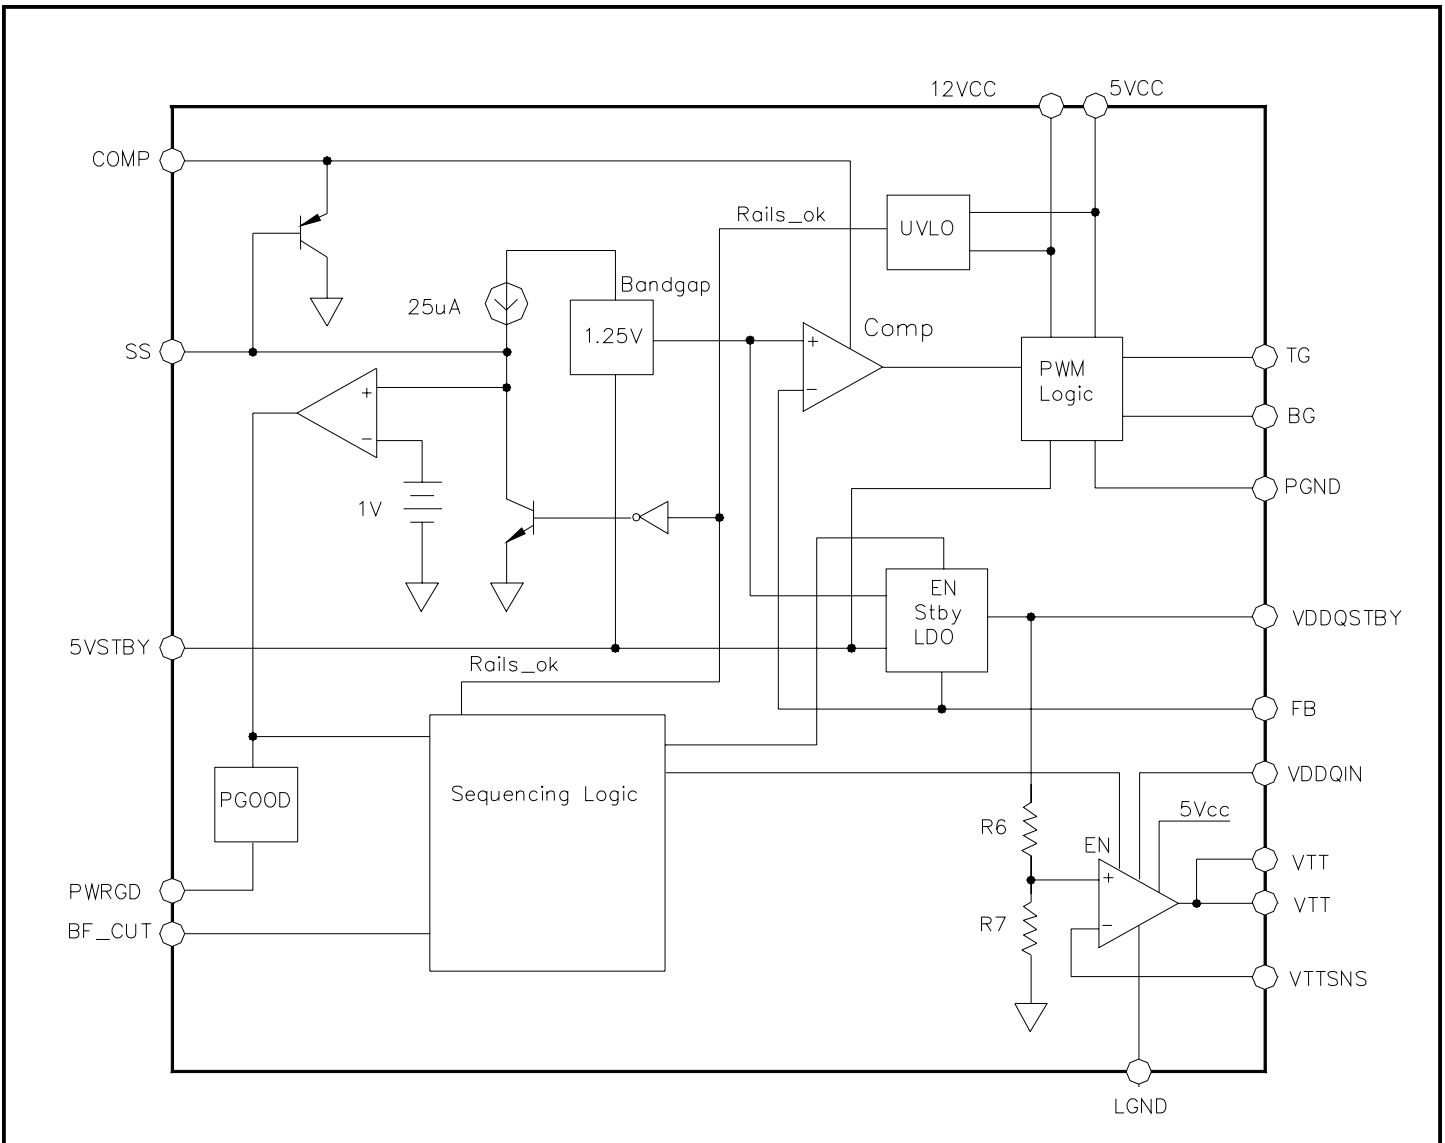 12VCC
5VCC
COMP
Rails_ok
UVLO
Bandgap
25uA
1.25V
+
Comp
−
SS
TG
PWM
Logic
BG
+
−
1V
PGND
EN
Stby
LDO
VDDQSTBY
5VSTBY
Rails_ok
FB
VDDQIN
Sequencing Logic
PGOOD
5Vcc
R6
EN
VTT
+
PWRGD
VTT
R7
−
BF_CUT
VTTSNS
LGND